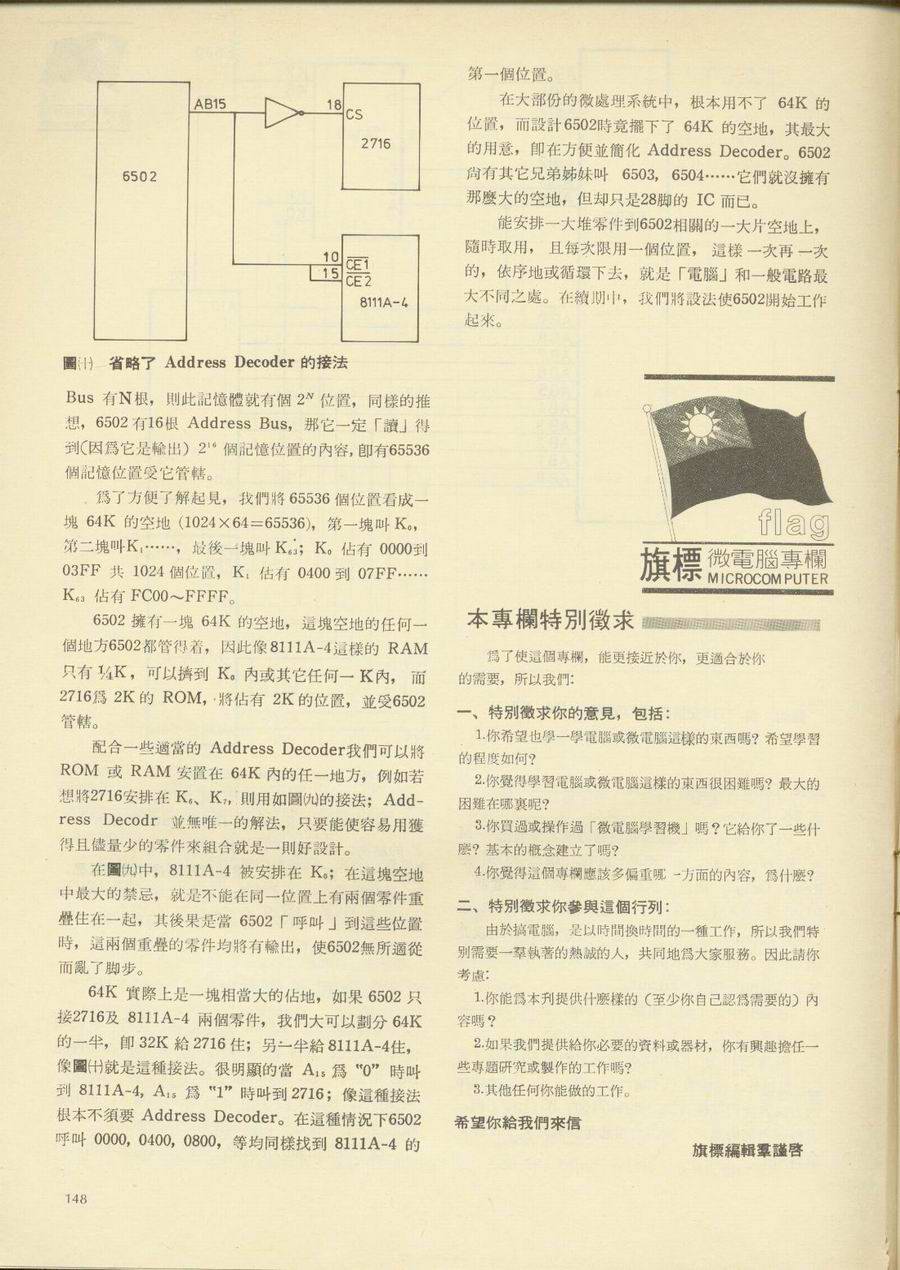 AB15
18
CS
2716
6502
10
CE1
15
CE2
8111A-4
圖㈩ 省略了 Address Decoder 的接法
Bus 有N根，則此記憶體就有個 2ᴺ 位置，同樣的推
想，6502 有16根 Address Bus，那它一定「讀」得
到(因爲它是輸出) 2¹⁶ 個記憶位置的內容, 卽有65536
個記憶位置受它管轄。
爲了方便了解起見，我們將 65536 個位置看成一
塊 64K 的空地 (1024×64=65536)，第一塊叫 K₀，
第二塊叫K₁……，最後一塊叫 K₆₃；K₀ 佔有 0000到
03FF 共 1024 個位置，K₁ 佔有 0400 到 07FF……
K₆₃ 佔有 FC00～FFFF。
6502 擁有一塊 64K 的空地，這塊空地的任何一
個地方6502都管得着，因此像8111A-4這樣的 RAM
只有 ¼K，可以擠到 K₀ 內或其它任何一 K內， 而
2716爲 2K 的 ROM，將佔有 2K 的位置，並受6502
管轄。
配合一些適當的 Address Decoder我們可以將
ROM 或 RAM 安置在 64K 內的任一地方，例如若
想將2716安排在 K₆、K₇，則用如圖㈨的接法；Add-
ress Decodr 並無唯一的解法，只要能使容易用獲
得且儘量少的零件來組合就是一則好設計。
在圖㈨中，8111A-4 被安排在 K₀；在這塊空地
中最大的禁忌，就是不能在同一位置上有兩個零件重
疊住在一起，其後果是當 6502「呼叫」到這些位置
時，這兩個重疊的零件均將有輸出，使6502無所適從
而亂了脚步。
64K 實際上是一塊相當大的佔地，如果 6502 只
接2716及 8111A-4 兩個零件，我們大可以劃分 64K
的一半，卽 32K 給 2716 住；另一半給8111A-4住，
像圖㈩就是這種接法。很明顯的當 A₁₅ 爲 “0” 時叫
到 8111A-4, A₁₅ 爲 “1” 時叫到 2716；像這種接法
根本不須要 Address Decoder。在這種情況下6502
呼叫 0000, 0400, 0800，等均同樣找到 8111A-4 的
148
第一個位置。
在大部份的微處理系統中，根本用不了 64K 的
位置，而設計6502時竟擺下了 64K 的空地，其最大
的用意，卽在方便並簡化 Address Decoder。6502
尙有其它兄弟姊妹叫 6503, 6504……它們就沒擁有
那麼大的空地，但却只是28脚的 IC 而已。
能安排一大堆零件到6502相關的一大片空地上，
隨時取用， 且每次限用一個位置， 這樣 一次再 一次
的，依序地或循環下去，就是「電腦」和一般電路最
大不同之處。在續期中，我們將設法使6502開始工作
起來。
flag
旗標 微電腦專欄
MICROCOMPUTER
本專欄特別徵求
爲了使這個專欄，能更接近於你，更適合於你
的需要，所以我們：
一、特別徵求你的意見，包括：
1.你希望也學一學電腦或微電腦這樣的東西嗎？希望學習
的程度如何？
2.你覺得學習電腦或微電腦這樣的東西很困難嗎？最大的
困難在哪裏呢？
3.你買過或操作過「微電腦學習機」嗎？它給你了一些什
麼？基本的概念建立了嗎？
4.你覺得這個專欄應該多偏重哪一方面的內容，爲什麼？
二、特別徵求你參與這個行列：
由於搞電腦，是以時間換時間的一種工作，所以我們特
別需要一羣執著的熱誠的人，共同地爲大家服務。因此請你
考慮：
1.你能爲本刋提供什麼樣的（至少你自己認爲需要的）內
容嗎？
2.如果我們提供給你必要的資料或器材，你有興趣擔任一
些專題研究或製作的工作嗎？
3.其他任何你能做的工作。
希望你給我們來信
旗標編輯羣謹啓